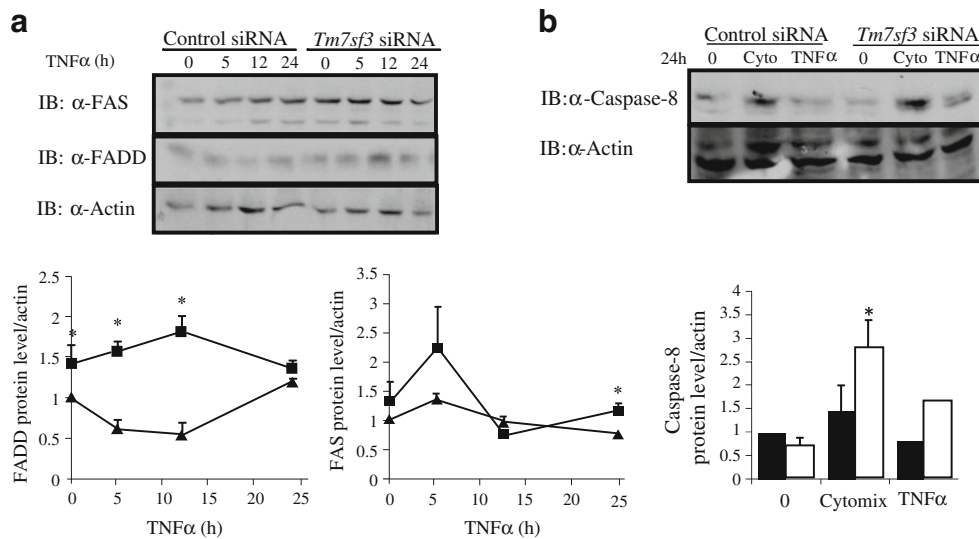 a
Control siRNA Tm7sf3 siRNA
TNFα (h) 0 5 12 24 0 5 12 24
IB: α-FAS
IB: α-FADD
IB: α-Actin
b
Control siRNA Tm7sf3 siRNA
24h 0 Cyto TNFα 0 Cyto TNFα
IB:α-Caspase-8
IB:α-Actin
FADD protein level/actin
2.5
2
1.5
1
0.5
0
* * *
0 5 10 15 20 25
TNFα (h)
FAS protein level/actin
3.5
3
2.5
2
1.5
1
0.5
0
*
0 5 10 15 20 25
TNFα (h)
Caspase-8
protein level/actin
4
3.5
3
2.5
2
1.5
1
0.5
0
*
0 Cytomix TNFα